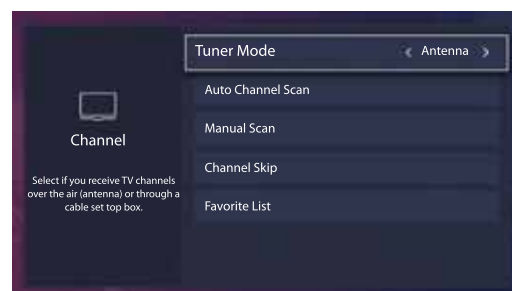 Tuner Mode
Antenna
Auto Channel Scan
Manual Scan
Channel Skip
Favorite List
Channel
Select if you receive TV channels
over the air (antenna) or through a
cable set top box.